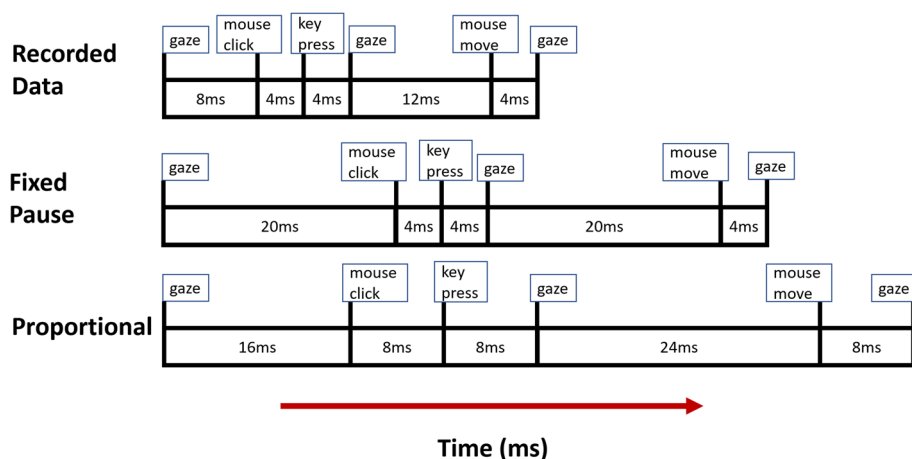 gaze
mouse
click
key
press
gaze
mouse
move
gaze
Recorded
Data
8ms
4ms
4ms
12ms
4ms
gaze
mouse
click
key
press
gaze
mouse
move
gaze
Fixed
Pause
20ms
4ms
4ms
20ms
4ms
gaze
mouse
click
key
press
gaze
mouse
move
gaze
Proportional
16ms
8ms
8ms
24ms
8ms
Time (ms)